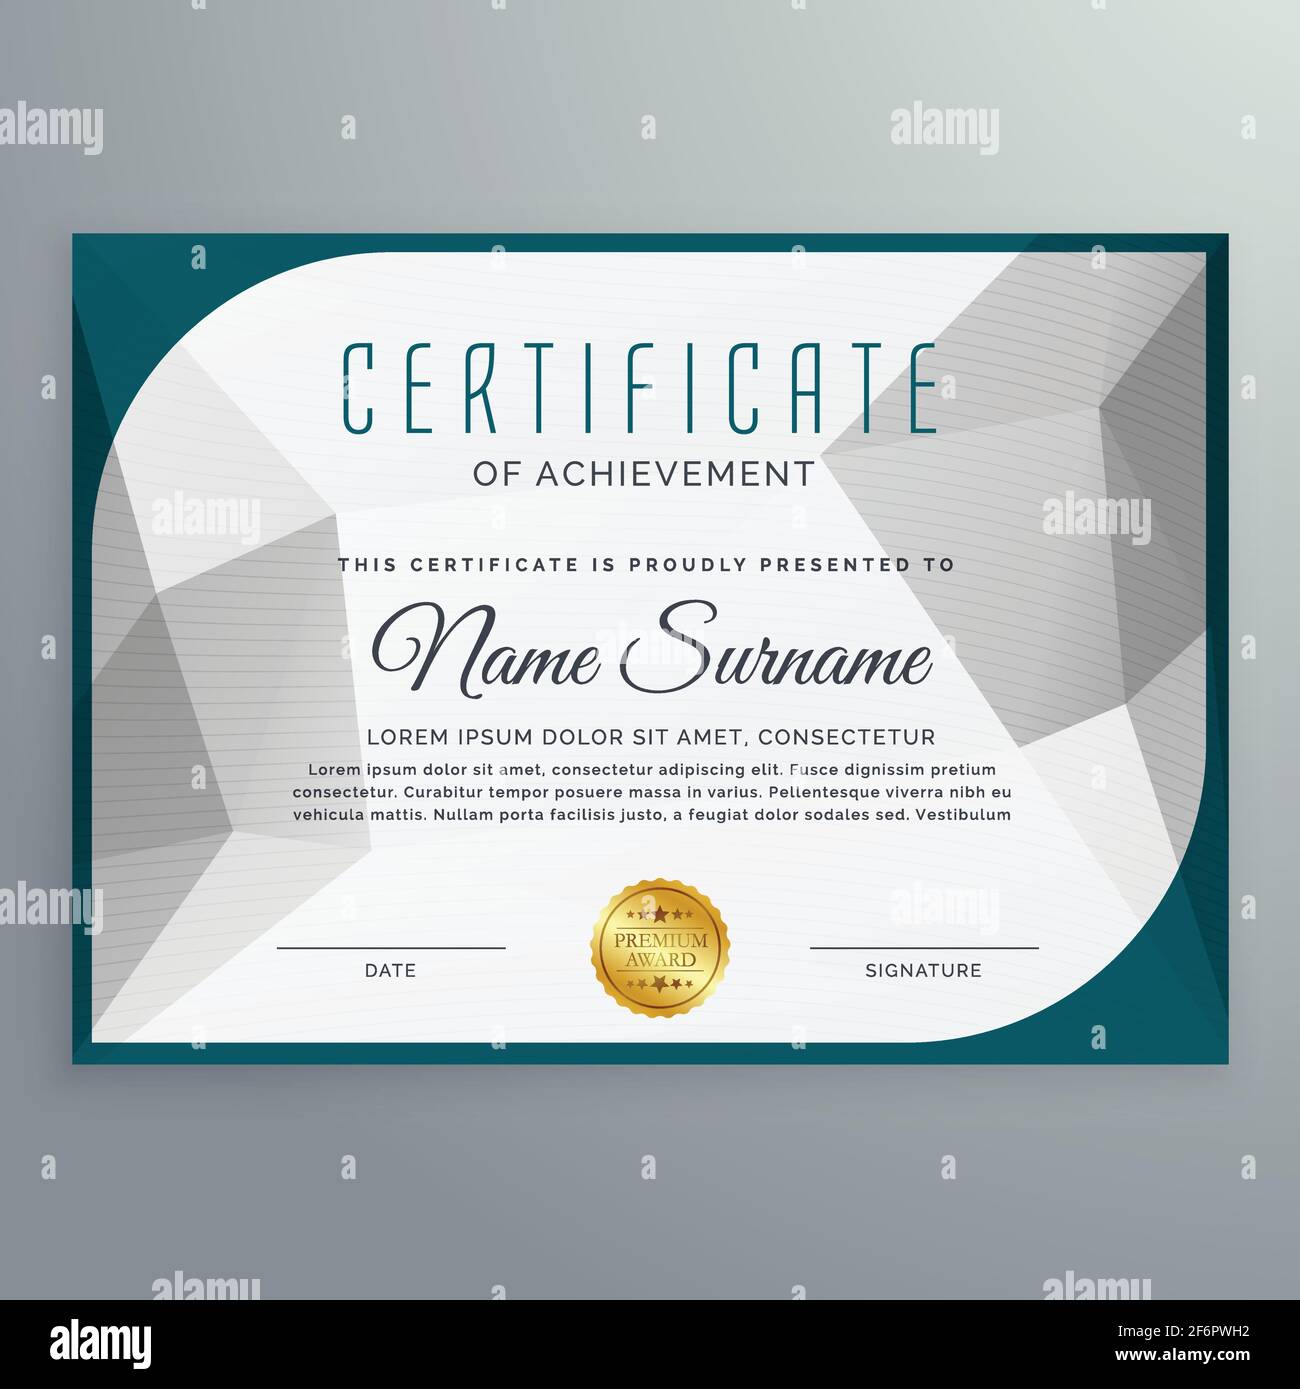 CERTIFICATE
OF ACHIEVEMENT
THIS CERTIFICATE IS PROUDLY PRESENTED TO
Name Surname
LOREM IPSUM DOLOR SIT AMET, CONSECTETUR
Lorem ipsum dolor sit amet, consectetur adipiscing elit. Fusce dignissim pretium
consectetur. Curabitur tempor posuere massa in varius. Pellentesque viverra nibh eu
vehicula mattis. Nullam porta facilisis justo, a feugiat dolor sodales sed. Vestibulum
PREMIUM
AWARD
DATE
SIGNATURE
alamy
alamy
alamy
alamy
alamy
alamy
alamy
alamy
a
alamy
Image ID: 2F6PWH2
www.alamy.com